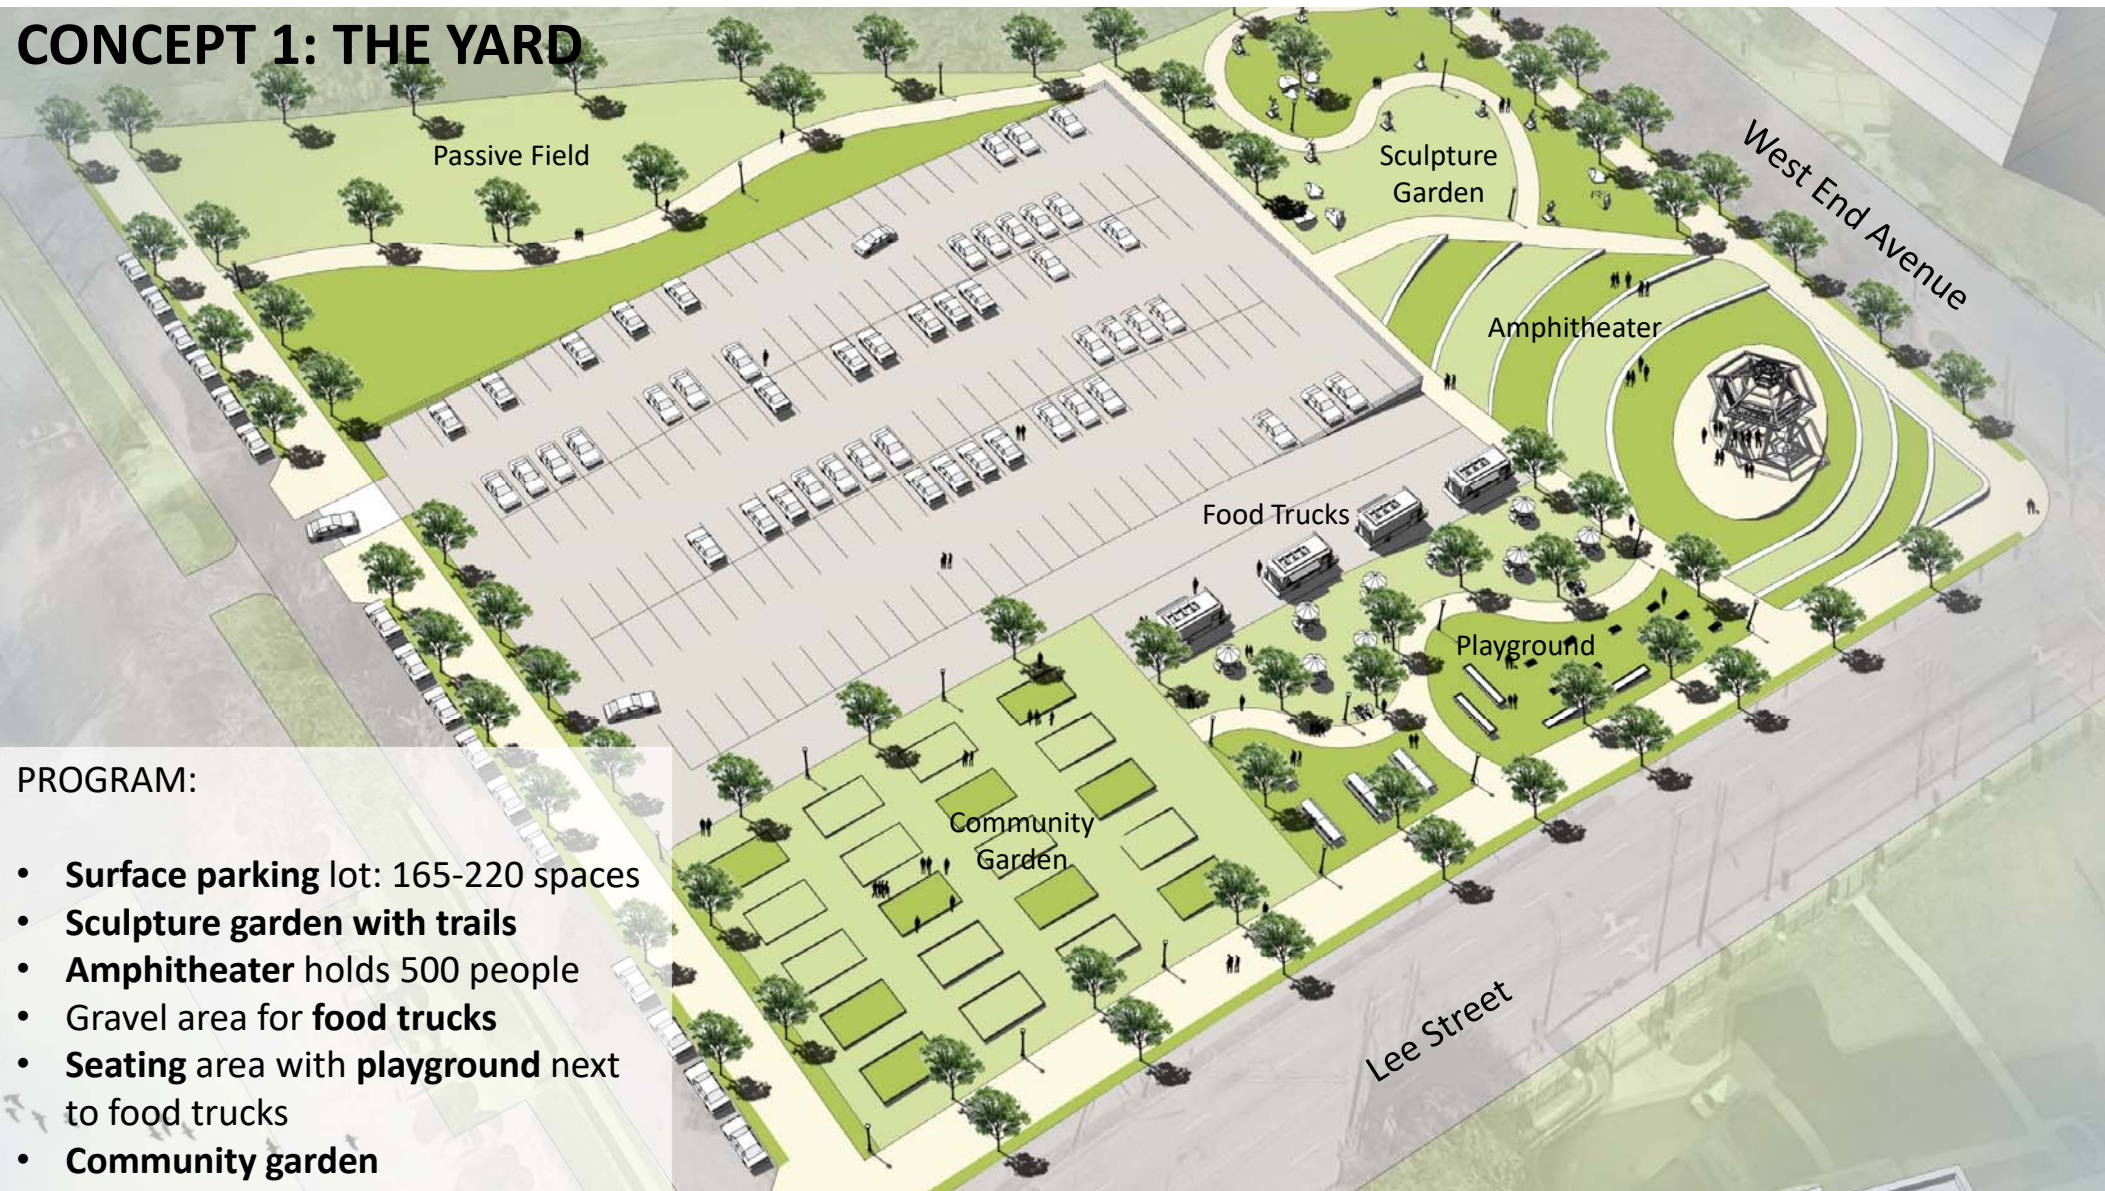 CONCEPT 1: THE YARD
Passive Field
Sculpture
Garden
West End Avenue
Amphitheater
Food Trucks
Playground
Community
Garden
Lee Street
PROGRAM:
• Surface parking lot: 165-220 spaces
• Sculpture garden with trails
• Amphitheater holds 500 people
• Gravel area for food trucks
• Seating area with playground next
to food trucks
• Community garden